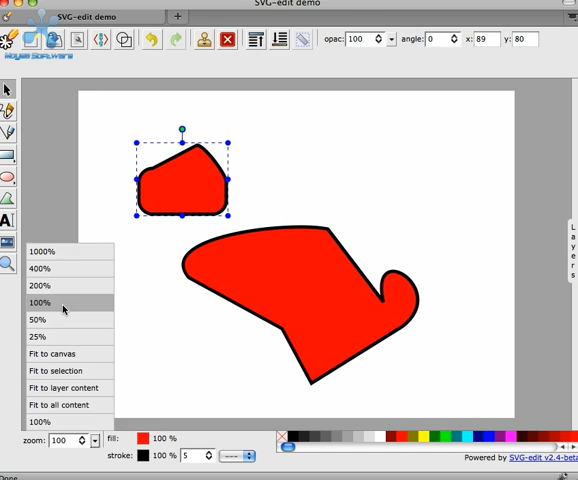 SVG-edit demo
SVG-edit demo
opac: 100 angle: 0 x: 89 y: 80
Software
A
Layers
1000%
400%
200%
100%
50%
25%
Fit to canvas
Fit to selection
Fit to layer content
Fit to all content
100%
zoom: 100 fill: 100 %
stroke: 100 % 5
Powered by SVG-edit v2.4-beta
Done